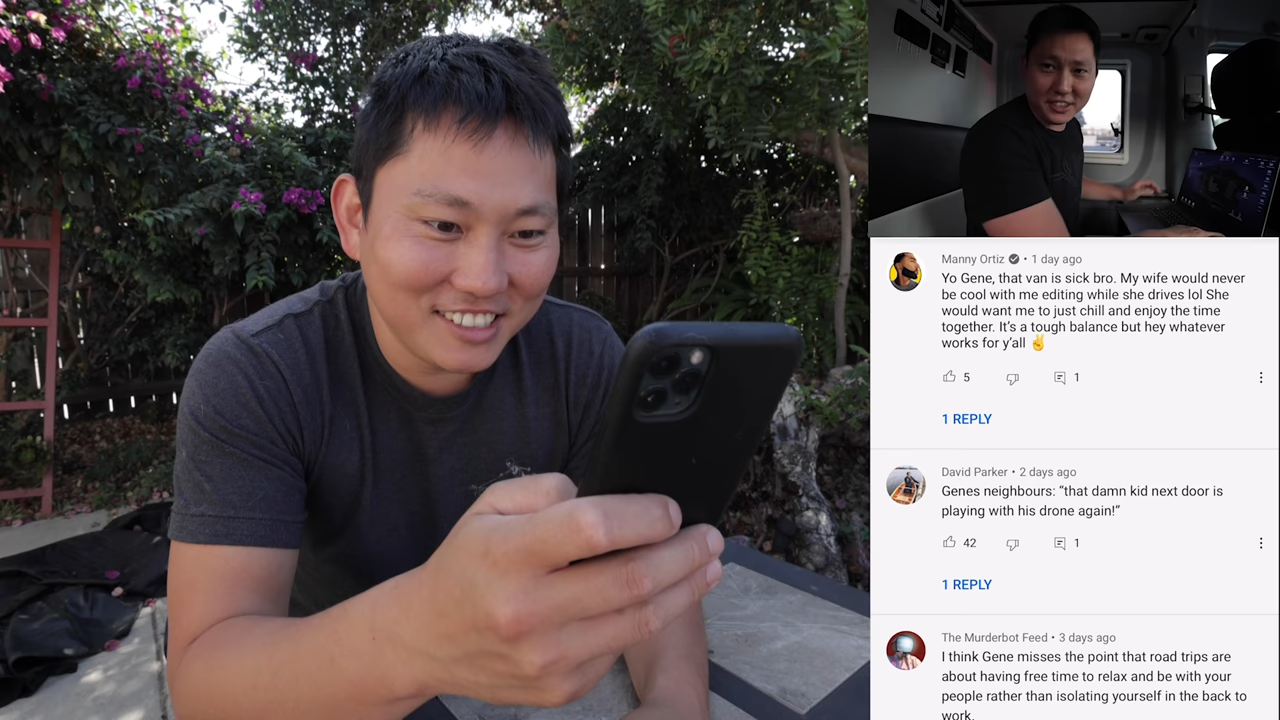 Manny Ortiz • 1 day ago
Yo Gene, that van is sick bro. My wife would never
be cool with me editing while she drives lol She
would want me to just chill and enjoy the time
together. It's a tough balance but hey whatever
works for y'all ✌️
5
1
1 REPLY
David Parker • 2 days ago
Genes neighbours: “that damn kid next door is
playing with his drone again!”
42
1
1 REPLY
The Murderbot Feed • 3 days ago
I think Gene misses the point that road trips are
about having free time to relax and be with your
people rather than isolating yourself in the back to
work.